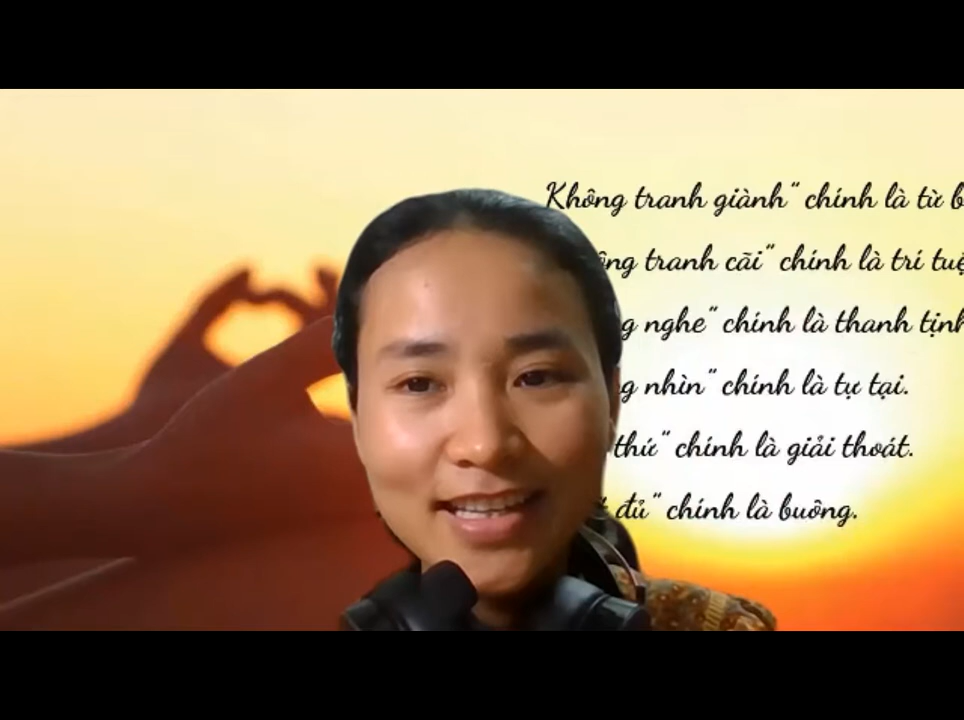 Không tranh giành” chính là từ
tranh cãi” chính là trí tuệ
nghe” chính là thanh tịnh
nhìn” chính là tự tại.
thứ” chính là giải thoát.
đủ” chính là buông.